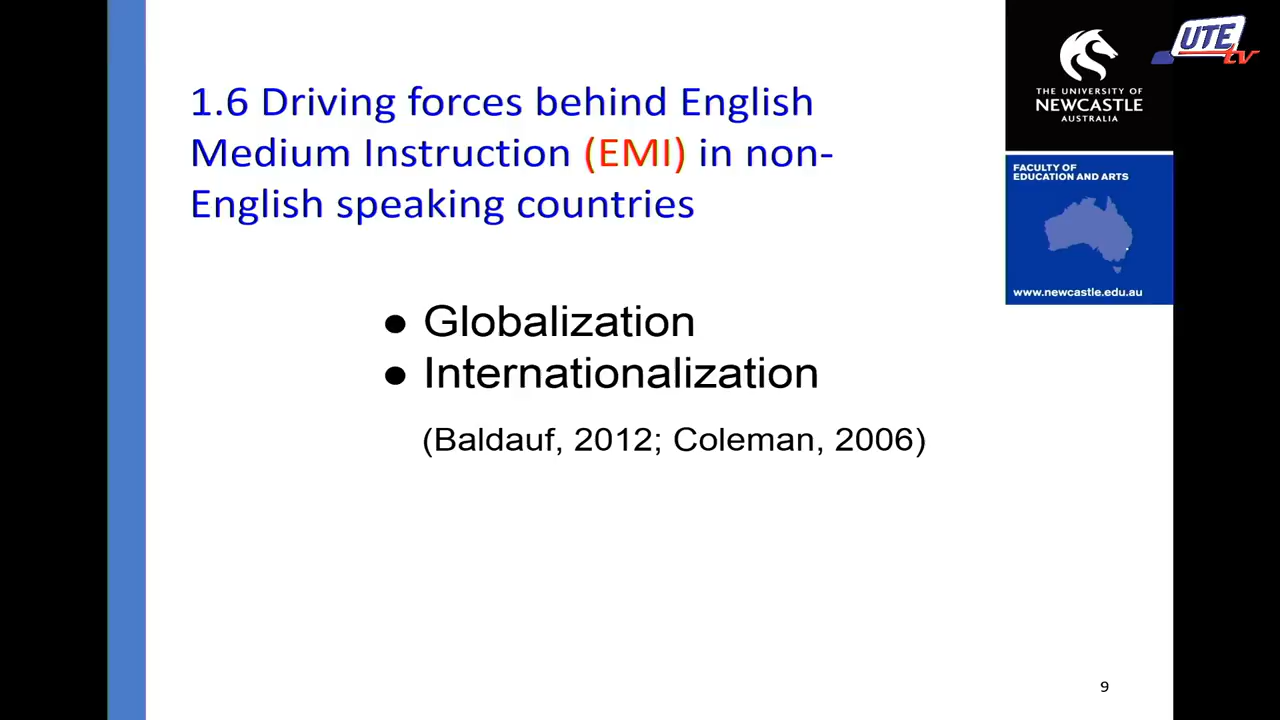 1.6 Driving forces behind English
Medium Instruction (EMI) in non-
English speaking countries
● Globalization
● Internationalization
(Baldauf, 2012; Coleman, 2006)
9
THE UNIVERSITY OF
NEWCASTLE
AUSTRALIA
FACULTY OF
EDUCATION AND ARTS
www.newcastle.edu.au
UTE
tv